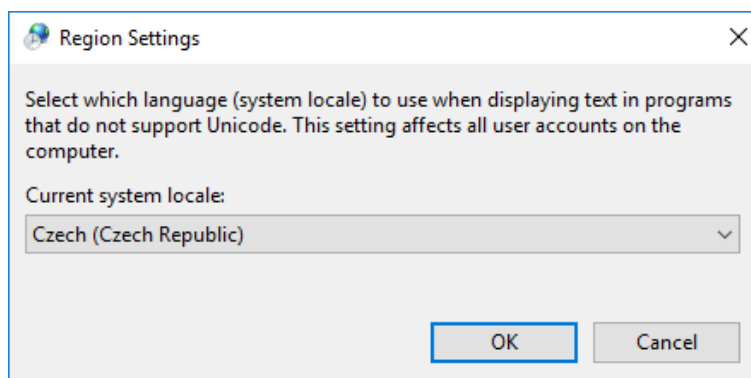 Region Settings
Select which language (system locale) to use when displaying text in programs
that do not support Unicode. This setting affects all user accounts on the
computer.
Current system locale:
Czech (Czech Republic)
OK
Cancel